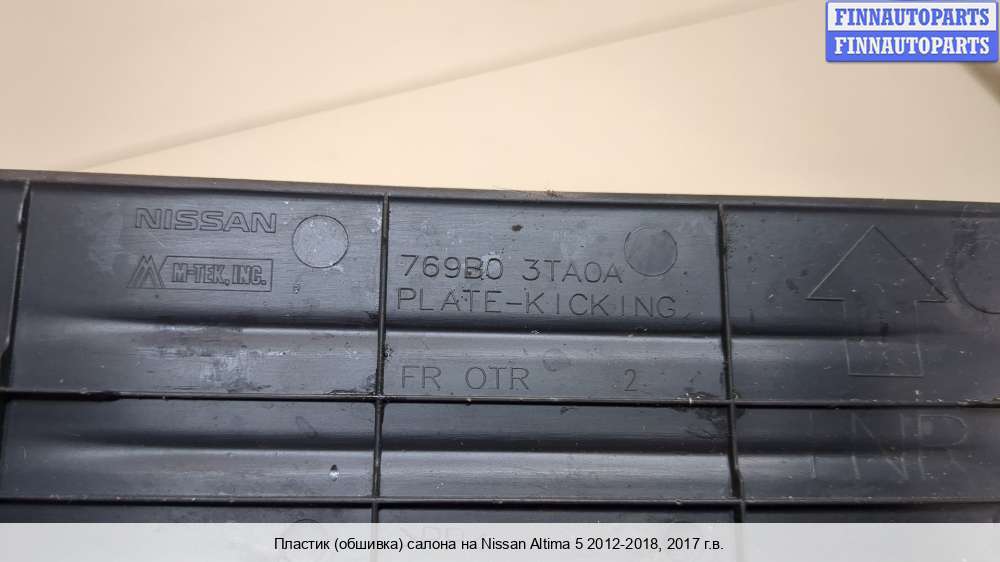 FINNAUTOPARTS
FINNAUTOPARTS
NISSAN
M-TEK, INC.
769B0 3TA0A
PLATE-KICKING
FR OTR 2
INR
Пластик (обшивка) салона на Nissan Altima 5 2012-2018, 2017 г.в.